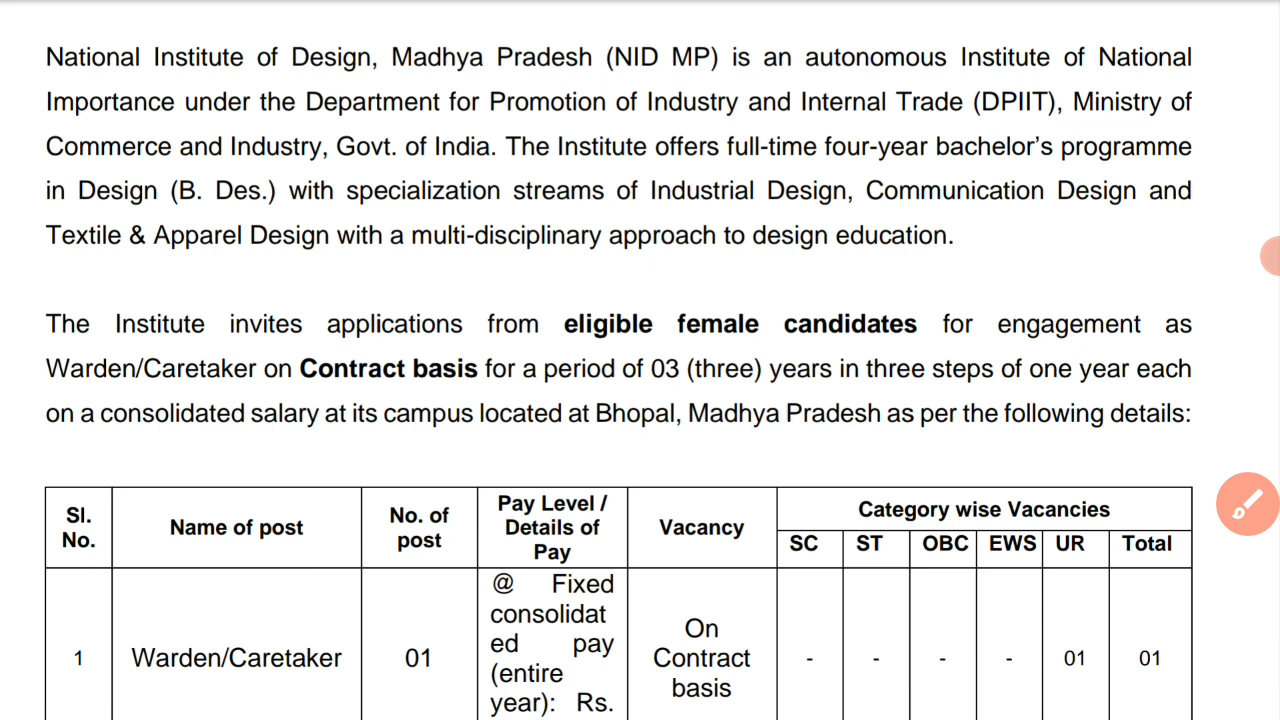 National Institute of Design, Madhya Pradesh (NID MP) is an autonomous Institute of National
Importance under the Department for Promotion of Industry and Internal Trade (DPIIT), Ministry of
Commerce and Industry, Govt. of India. The Institute offers full-time four-year bachelor’s programme
in Design (B. Des.) with specialization streams of Industrial Design, Communication Design and
Textile & Apparel Design with a multi-disciplinary approach to design education.
The Institute invites applications from eligible female candidates for engagement as
Warden/Caretaker on Contract basis for a period of 03 (three) years in three steps of one year each
on a consolidated salary at its campus located at Bhopal, Madhya Pradesh as per the following details:
Sl.
No.
Name of post
No. of
post
Pay Level /
Details of
Pay
Vacancy
Category wise Vacancies
SC ST OBC EWS UR Total
1
Warden/Caretaker
01
@ Fixed
consolidat
ed pay
(entire
year): Rs.
On
Contract
basis
- - - - 01 01